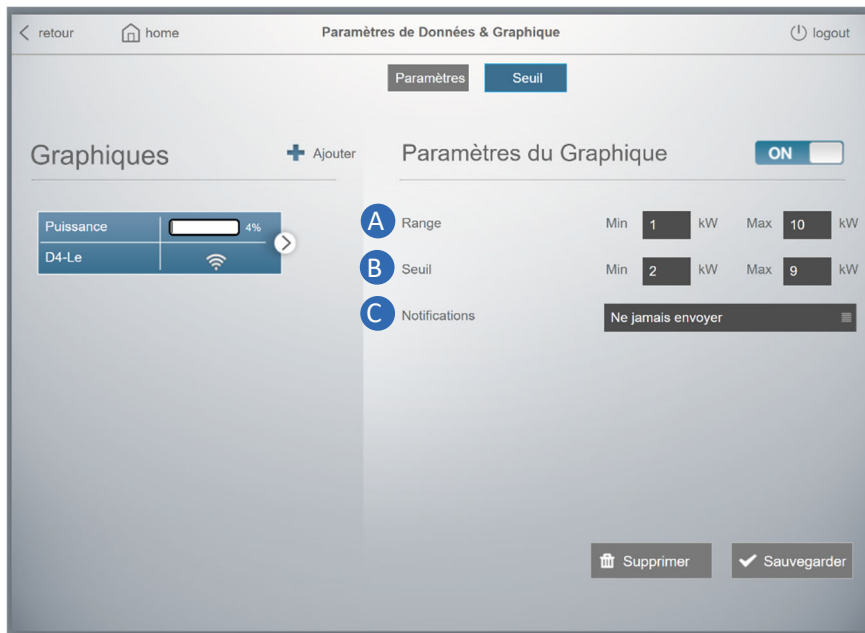 retour home Paramètres de Données & Graphique logout
Paramètres Seuil
Graphiques Ajouter
Puissance 4%
D4-Le
Paramètres du Graphique ON
A Range Min 1 kW Max 10 kW
B Seuil Min 2 kW Max 9 kW
C Notifications Ne jamais envoyer
Supprimer Sauvegarder